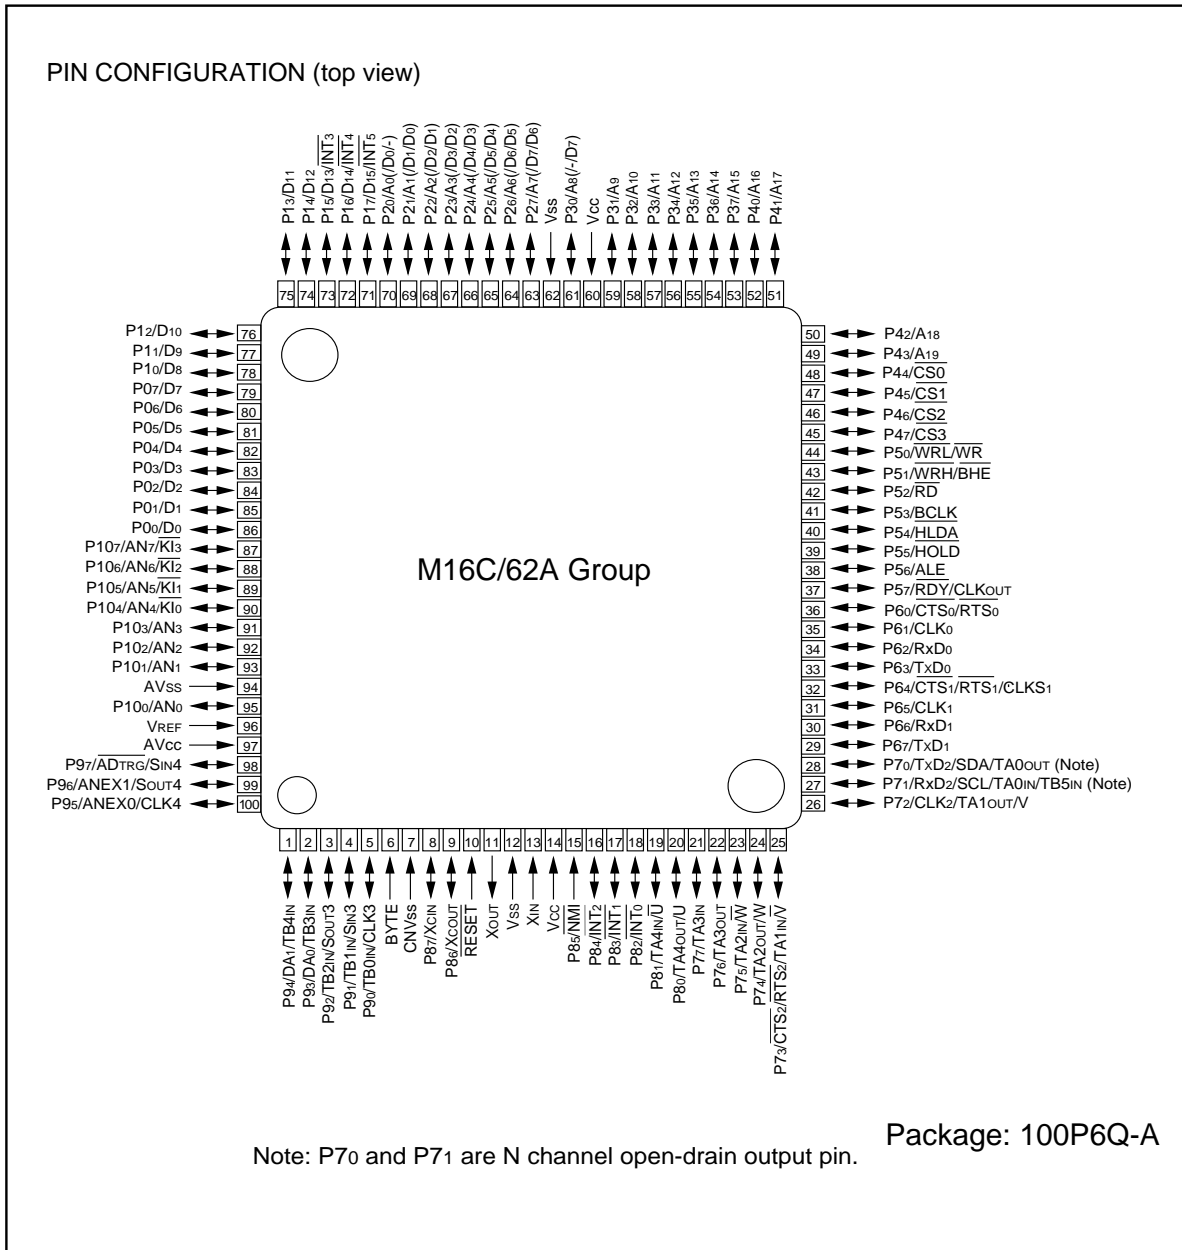 PIN CONFIGURATION (top view)
P13/D11
P14/D12
P15/D13/INT3
P16/D14/INT4
P17/D15/INT5
P20/A0(/D0/-)
P21/A1(/D1/D0)
P22/A2(/D2/D1)
P23/A3(/D3/D2)
P24/A4(/D4/D3)
P25/A5(/D5/D4)
P26/A6(/D6/D5)
P27/A7(/D7/D6)
Vss
P30/A8(/-/D7)
Vcc
P31/A9
P32/A10
P33/A11
P34/A12
P35/A13
P36/A14
P37/A15
P40/A16
P41/A17
75 74 73 72 71 70 69 68 67 66 65 64 63 62 61 60 59 58 57 56 55 54 53 52 51
P12/D10 76
P11/D9 77
P10/D8 78
P07/D7 79
P06/D6 80
P05/D5 81
P04/D4 82
P03/D3 83
P02/D2 84
P01/D1 85
P00/D0 86
P107/AN7/KI3 87
P106/AN6/KI2 88
P105/AN5/KI1 89
P104/AN4/KI0 90
P103/AN3 91
P102/AN2 92
P101/AN1 93
AVSS 94
P100/AN0 95
VREF 96
AVcc 97
P97/ADTRG/SIN4 98
P96/ANEX1/SOUT4 99
P95/ANEX0/CLK4 100
M16C/62A Group
50 P42/A18
49 P43/A19
48 P44/CS0
47 P45/CS1
46 P46/CS2
45 P47/CS3
44 P50/WRL/WR
43 P51/WRH/BHE
42 P52/RD
41 P53/BCLK
40 P54/HLDA
39 P55/HOLD
38 P56/ALE
37 P57/RDY/CLKOUT
36 P60/CTS0/RTS0
35 P61/CLK0
34 P62/RxD0
33 P63/TXD0
32 P64/CTS1/RTS1/CLKS1
31 P65/CLK1
30 P66/RxD1
29 P67/TXD1
28 P70/TXD2/SDA/TA0OUT (Note)
27 P71/RxD2/SCL/TA0IN/TB5IN (Note)
26 P72/CLK2/TA1OUT/V
1 2 3 4 5 6 7 8 9 10 11 12 13 14 15 16 17 18 19 20 21 22 23 24 25
P94/DA1/TB4IN
P93/DA0/TB3IN
P92/TB2IN/SOUT3
P91/TB1IN/SIN3
P90/TB0IN/CLK3
BYTE
CNVss
P87/XCIN
P86/XCOUT
RESET
XOUT
Vss
XIN
Vcc
P85/NMI
P84/INT2
P83/INT1
P82/INT0
P81/TA4IN/U
P80/TA4OUT/U
P77/TA3IN
P76/TA3OUT
P75/TA2IN/W
P74/TA2OUT/W
P73/CTS2/RTS2/TA1IN/V
Package: 100P6Q-A
Note: P70 and P71 are N channel open-drain output pin.